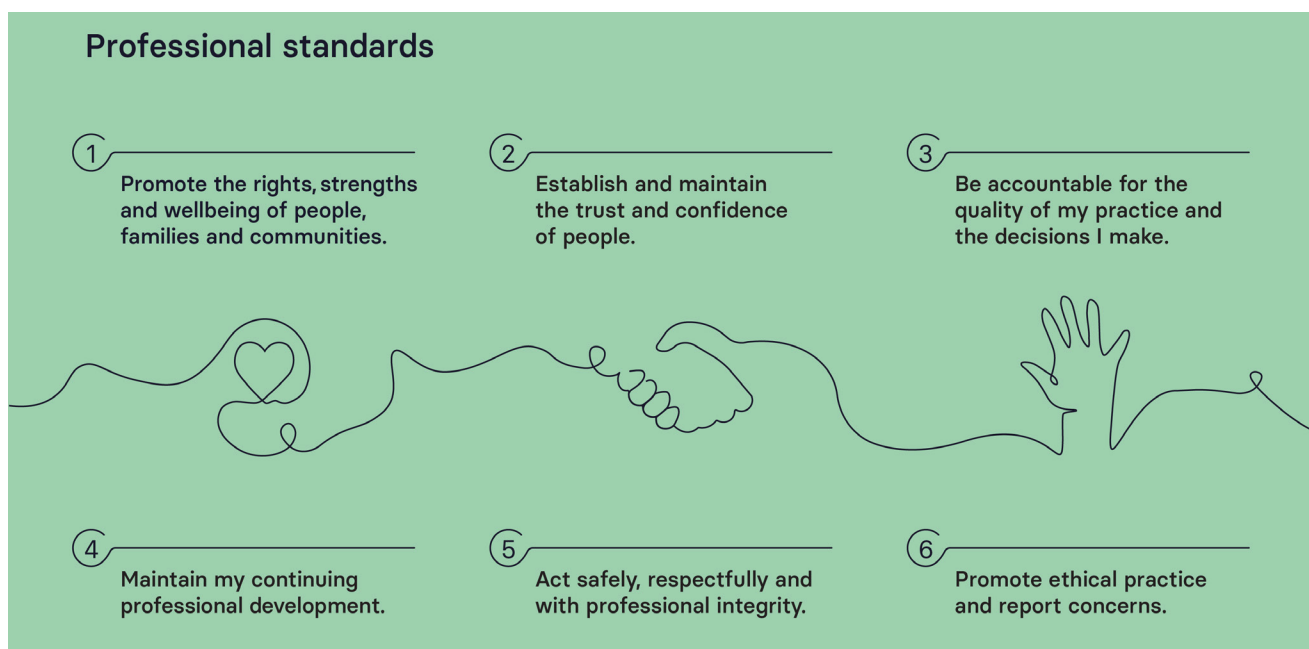 Professional standards
1
Promote the rights, strengths
and wellbeing of people,
families and communities.
2
Establish and maintain
the trust and confidence
of people.
3
Be accountable for the
quality of my practice and
the decisions I make.
4
Maintain my continuing
professional development.
5
Act safely, respectfully and
with professional integrity.
6
Promote ethical practice
and report concerns.